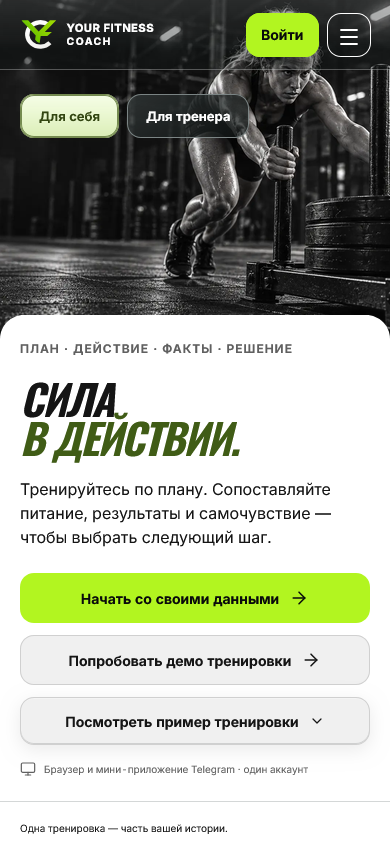 YOUR FITNESS
COACH
Войти
Для себя
Для тренера
ПЛАН · ДЕЙСТВИЕ · ФАКТЫ · РЕШЕНИЕ
СИЛА
В ДЕЙСТВИИ.
Тренируйтесь по плану. Сопоставляйте
питание, результаты и самочувствие —
чтобы выбрать следующий шаг.
Начать со своими данными
Попробовать демо тренировки
Посмотреть пример тренировки
Браузер и мини-приложение Telegram · один аккаунт
Одна тренировка — часть вашей истории.